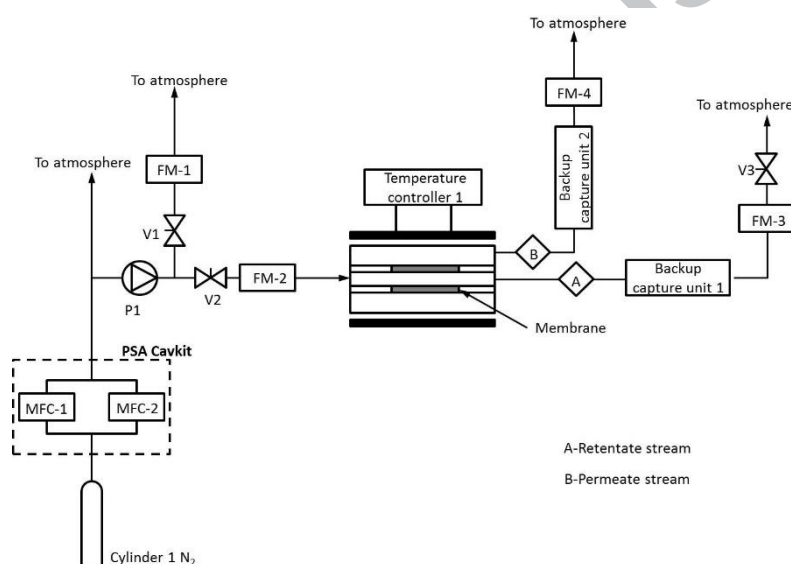 To atmosphere
FM-4
To atmosphere
To atmosphere
FM-1
To atmosphere
Backup
capture unit 2
V3
Temperature
controller 1
FM-3
V1
B
A
Backup
capture unit 1
P1
V2
FM-2
Membrane
PSA Cavkit
MFC-1
MFC-2
A-Retentate stream
B-Permeate stream
Cylinder 1 N₂